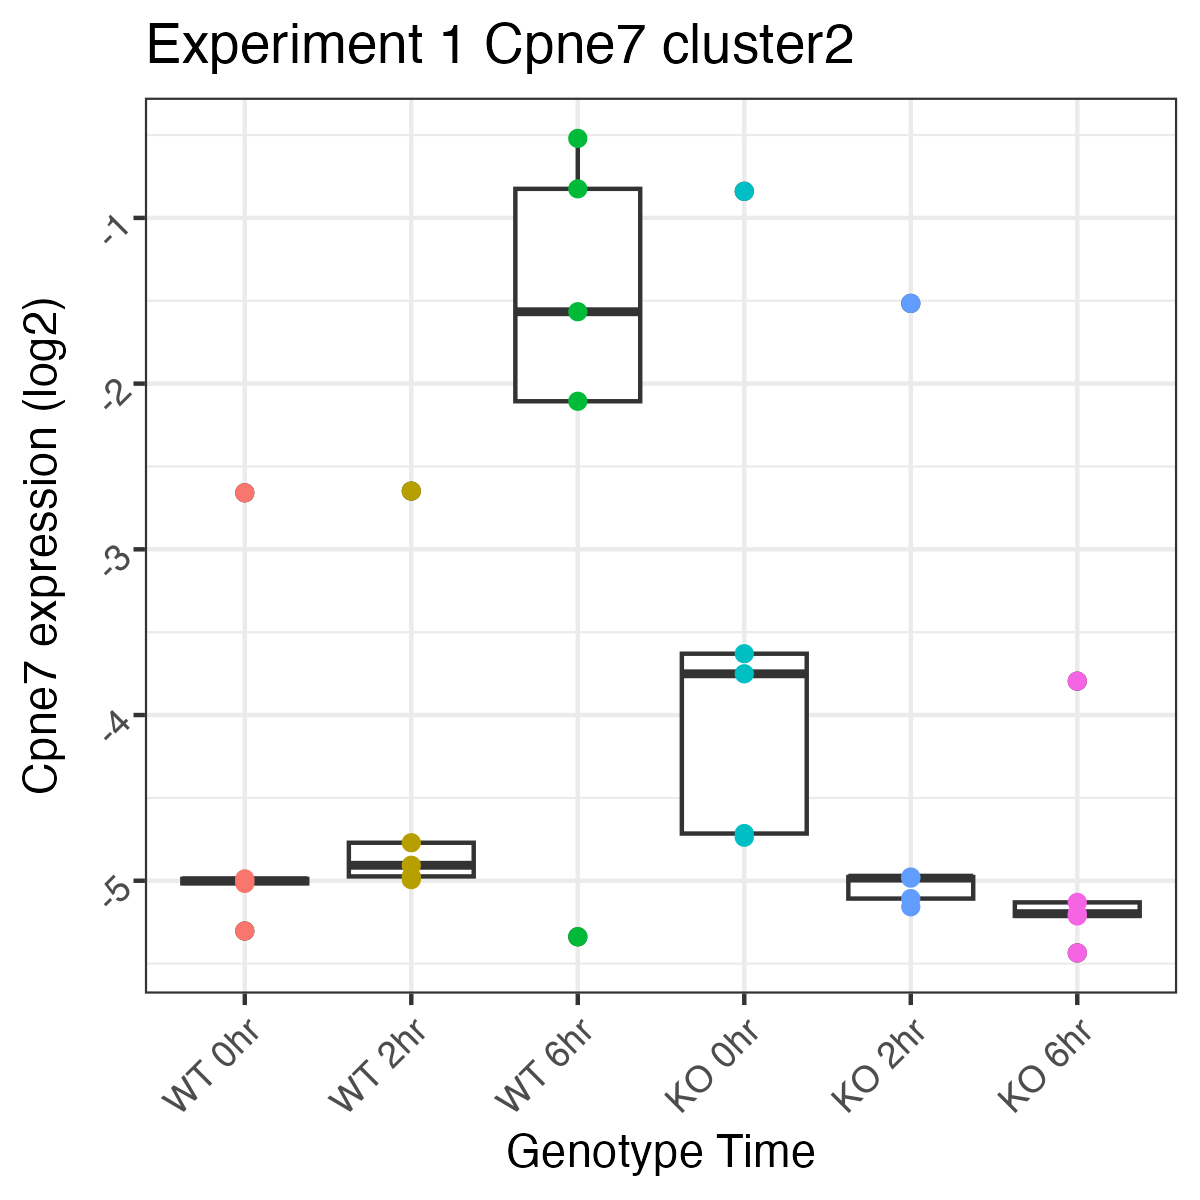 Experiment 1 Cpne7 cluster2
Cpne7 expression (log2)
-1
-2
-3
-4
-5
WT 0hr
WT 2hr
WT 6hr
KO 0hr
KO 2hr
KO 6hr
Genotype Time